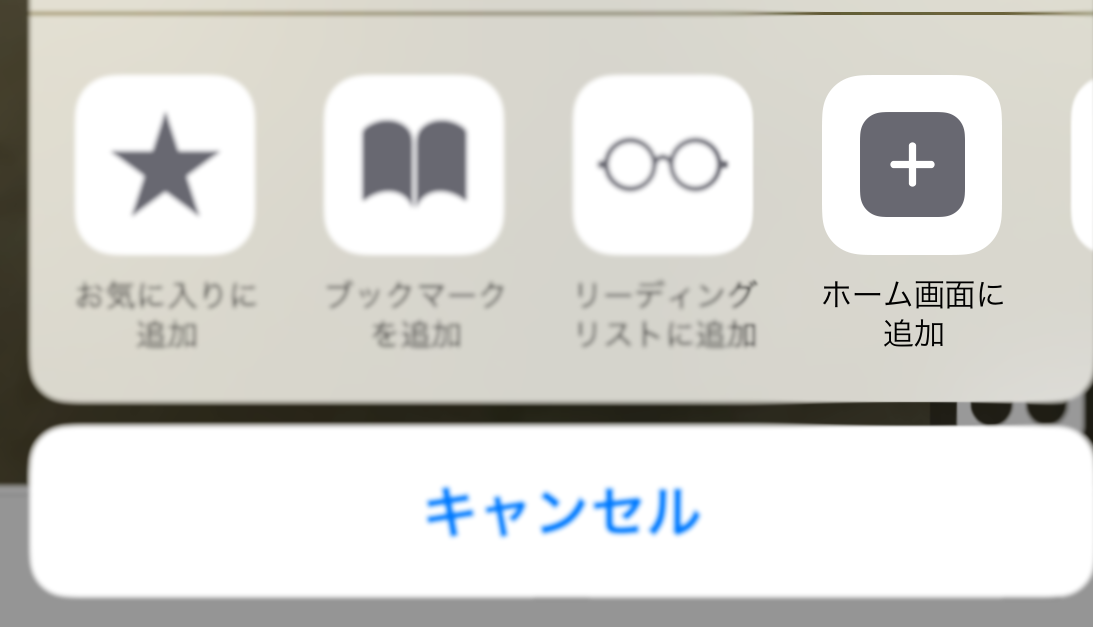 お気に入りに
追加
ブックマーク
を追加
リーディング
リストに追加
ホーム画面に
追加
キャンセル